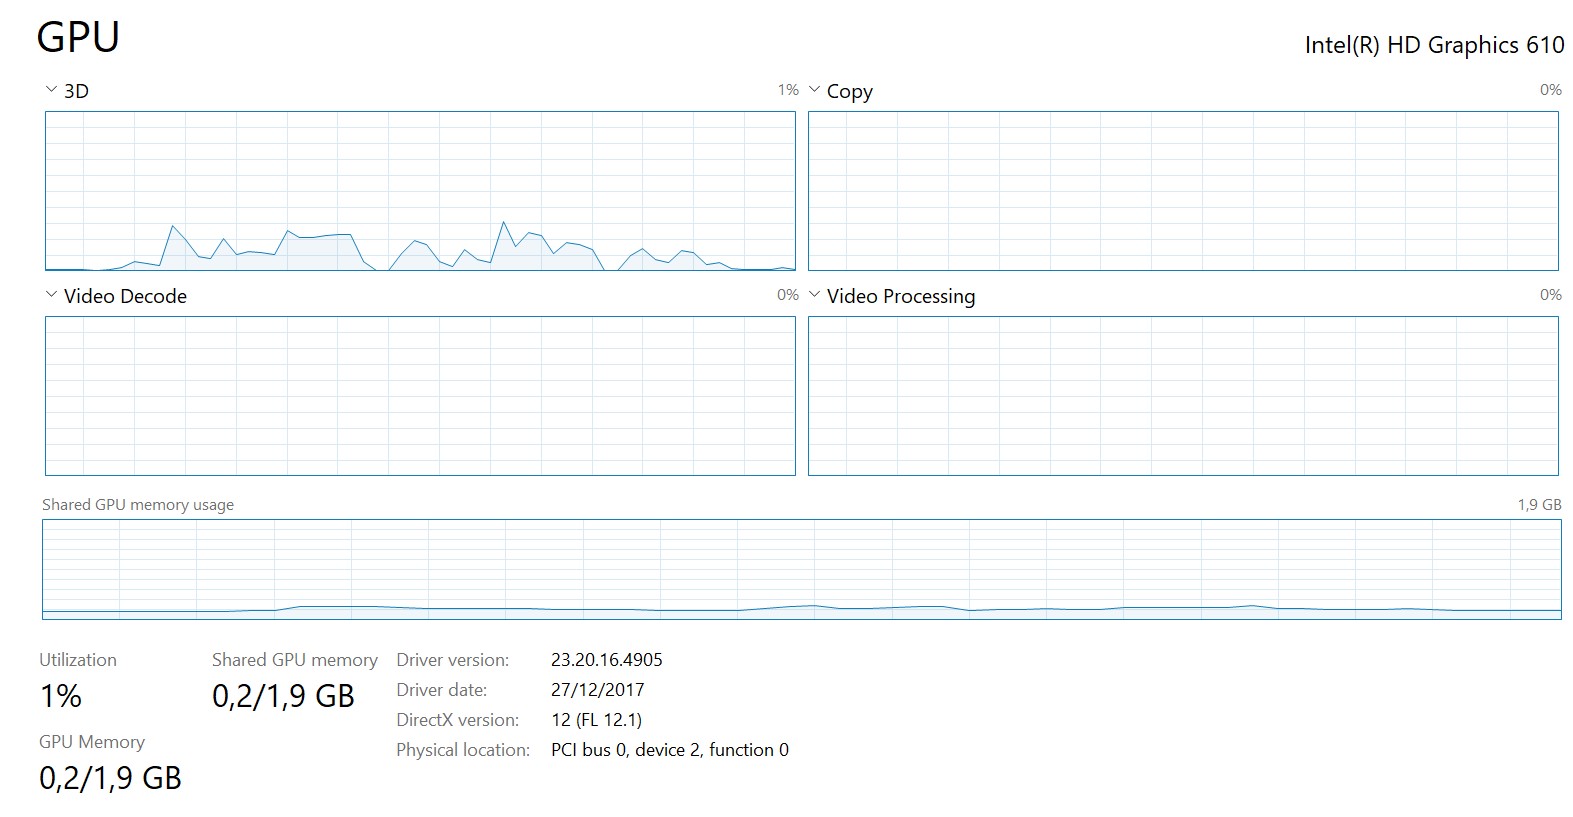 GPU
Intel(R) HD Graphics 610
3D 1%
Copy 0%
Video Decode 0%
Video Processing 0%
Shared GPU memory usage 1,9 GB
Utilization
1%
Shared GPU memory
0,2/1,9 GB
GPU Memory
0,2/1,9 GB
Driver version: 23.20.16.4905
Driver date: 27/12/2017
DirectX version: 12 (FL 12.1)
Physical location: PCI bus 0, device 2, function 0